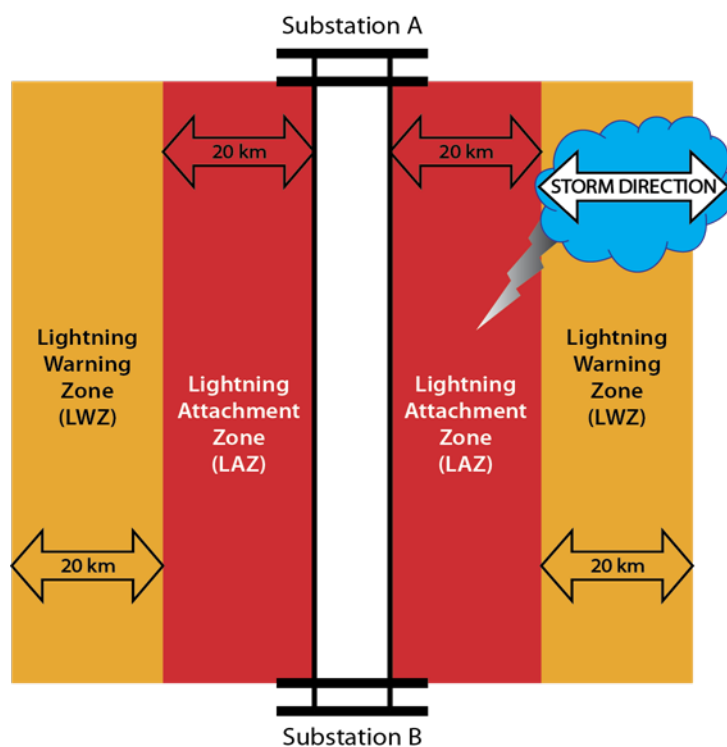 Substation A
20 km
20 km
STORM DIRECTION
Lightning
Warning
Zone
(LWZ)
Lightning
Attachment
Zone
(LAZ)
Lightning
Attachment
Zone
(LAZ)
Lightning
Warning
Zone
(LWZ)
20 km
20 km
Substation B